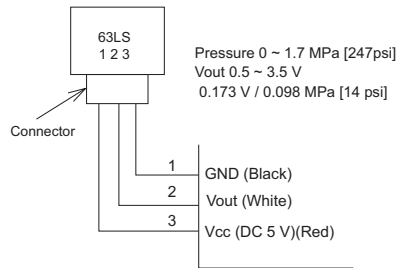 63LS
1 2 3
Pressure 0 ~ 1.7 MPa [247psi]
Vout 0.5 ~ 3.5 V
0.173 V / 0.098 MPa [14 psi]
Connector
1
GND (Black)
2
Vout (White)
3
Vcc (DC 5 V)(Red)